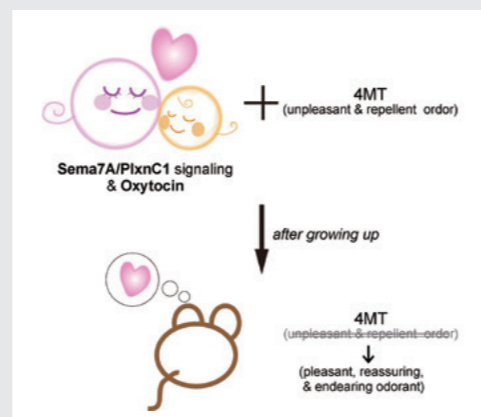 4MT
(unpleasant & repellent ordor)
Sema7A/PlxnC1 signaling
& Oxytocin
after growing up
4MT
(unpleasant & repellent ordor)
(pleasant, reassuring,
& endearing odorant)